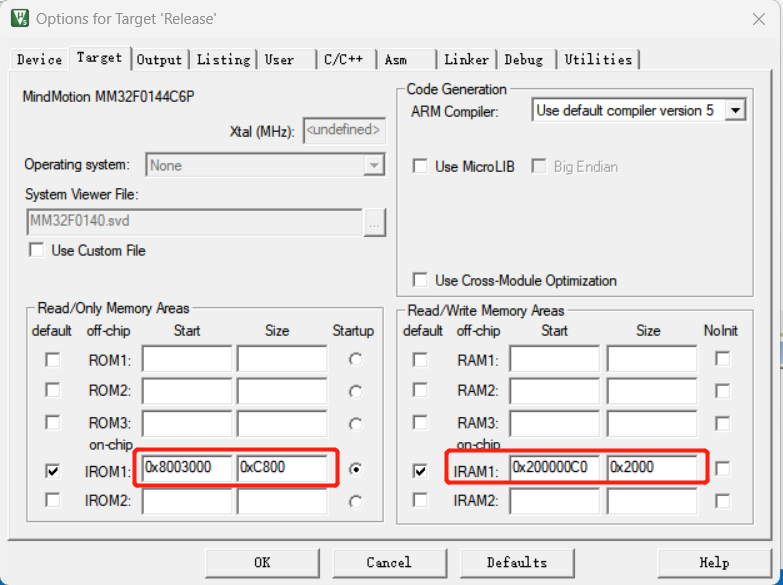 Options for Target 'Release'
Device Target Output Listing User C/C++ Asm Linker Debug Utilities
MindMotion MM32F0144C6P
Xtal (MHz): <undefined>
Operating system: None
System Viewer File:
MM32F0140.svd
...
Use Custom File
Code Generation
ARM Compiler: Use default compiler version 5
Use MicroLIB Big Endian
Use Cross-Module Optimization
Read/Only Memory Areas
default off-chip Start Size Startup
ROM1:
ROM2:
ROM3:
on-chip
IROM1: 0x8003000 0xC800
IROM2:
Read/Write Memory Areas
default off-chip Start Size NoInit
RAM1:
RAM2:
RAM3:
on-chip
IRAM1: 0x200000C0 0x2000
IRAM2:
OK Cancel Defaults Help